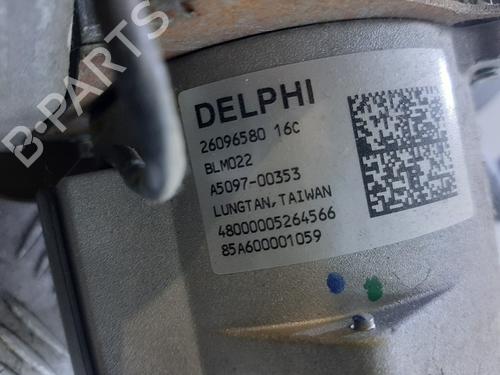 B-PARTS
DELPHI
26096580 16C
BLM022
A5097-00353
LUNGTAN, TAIWAN
48000005264566
85A600001059